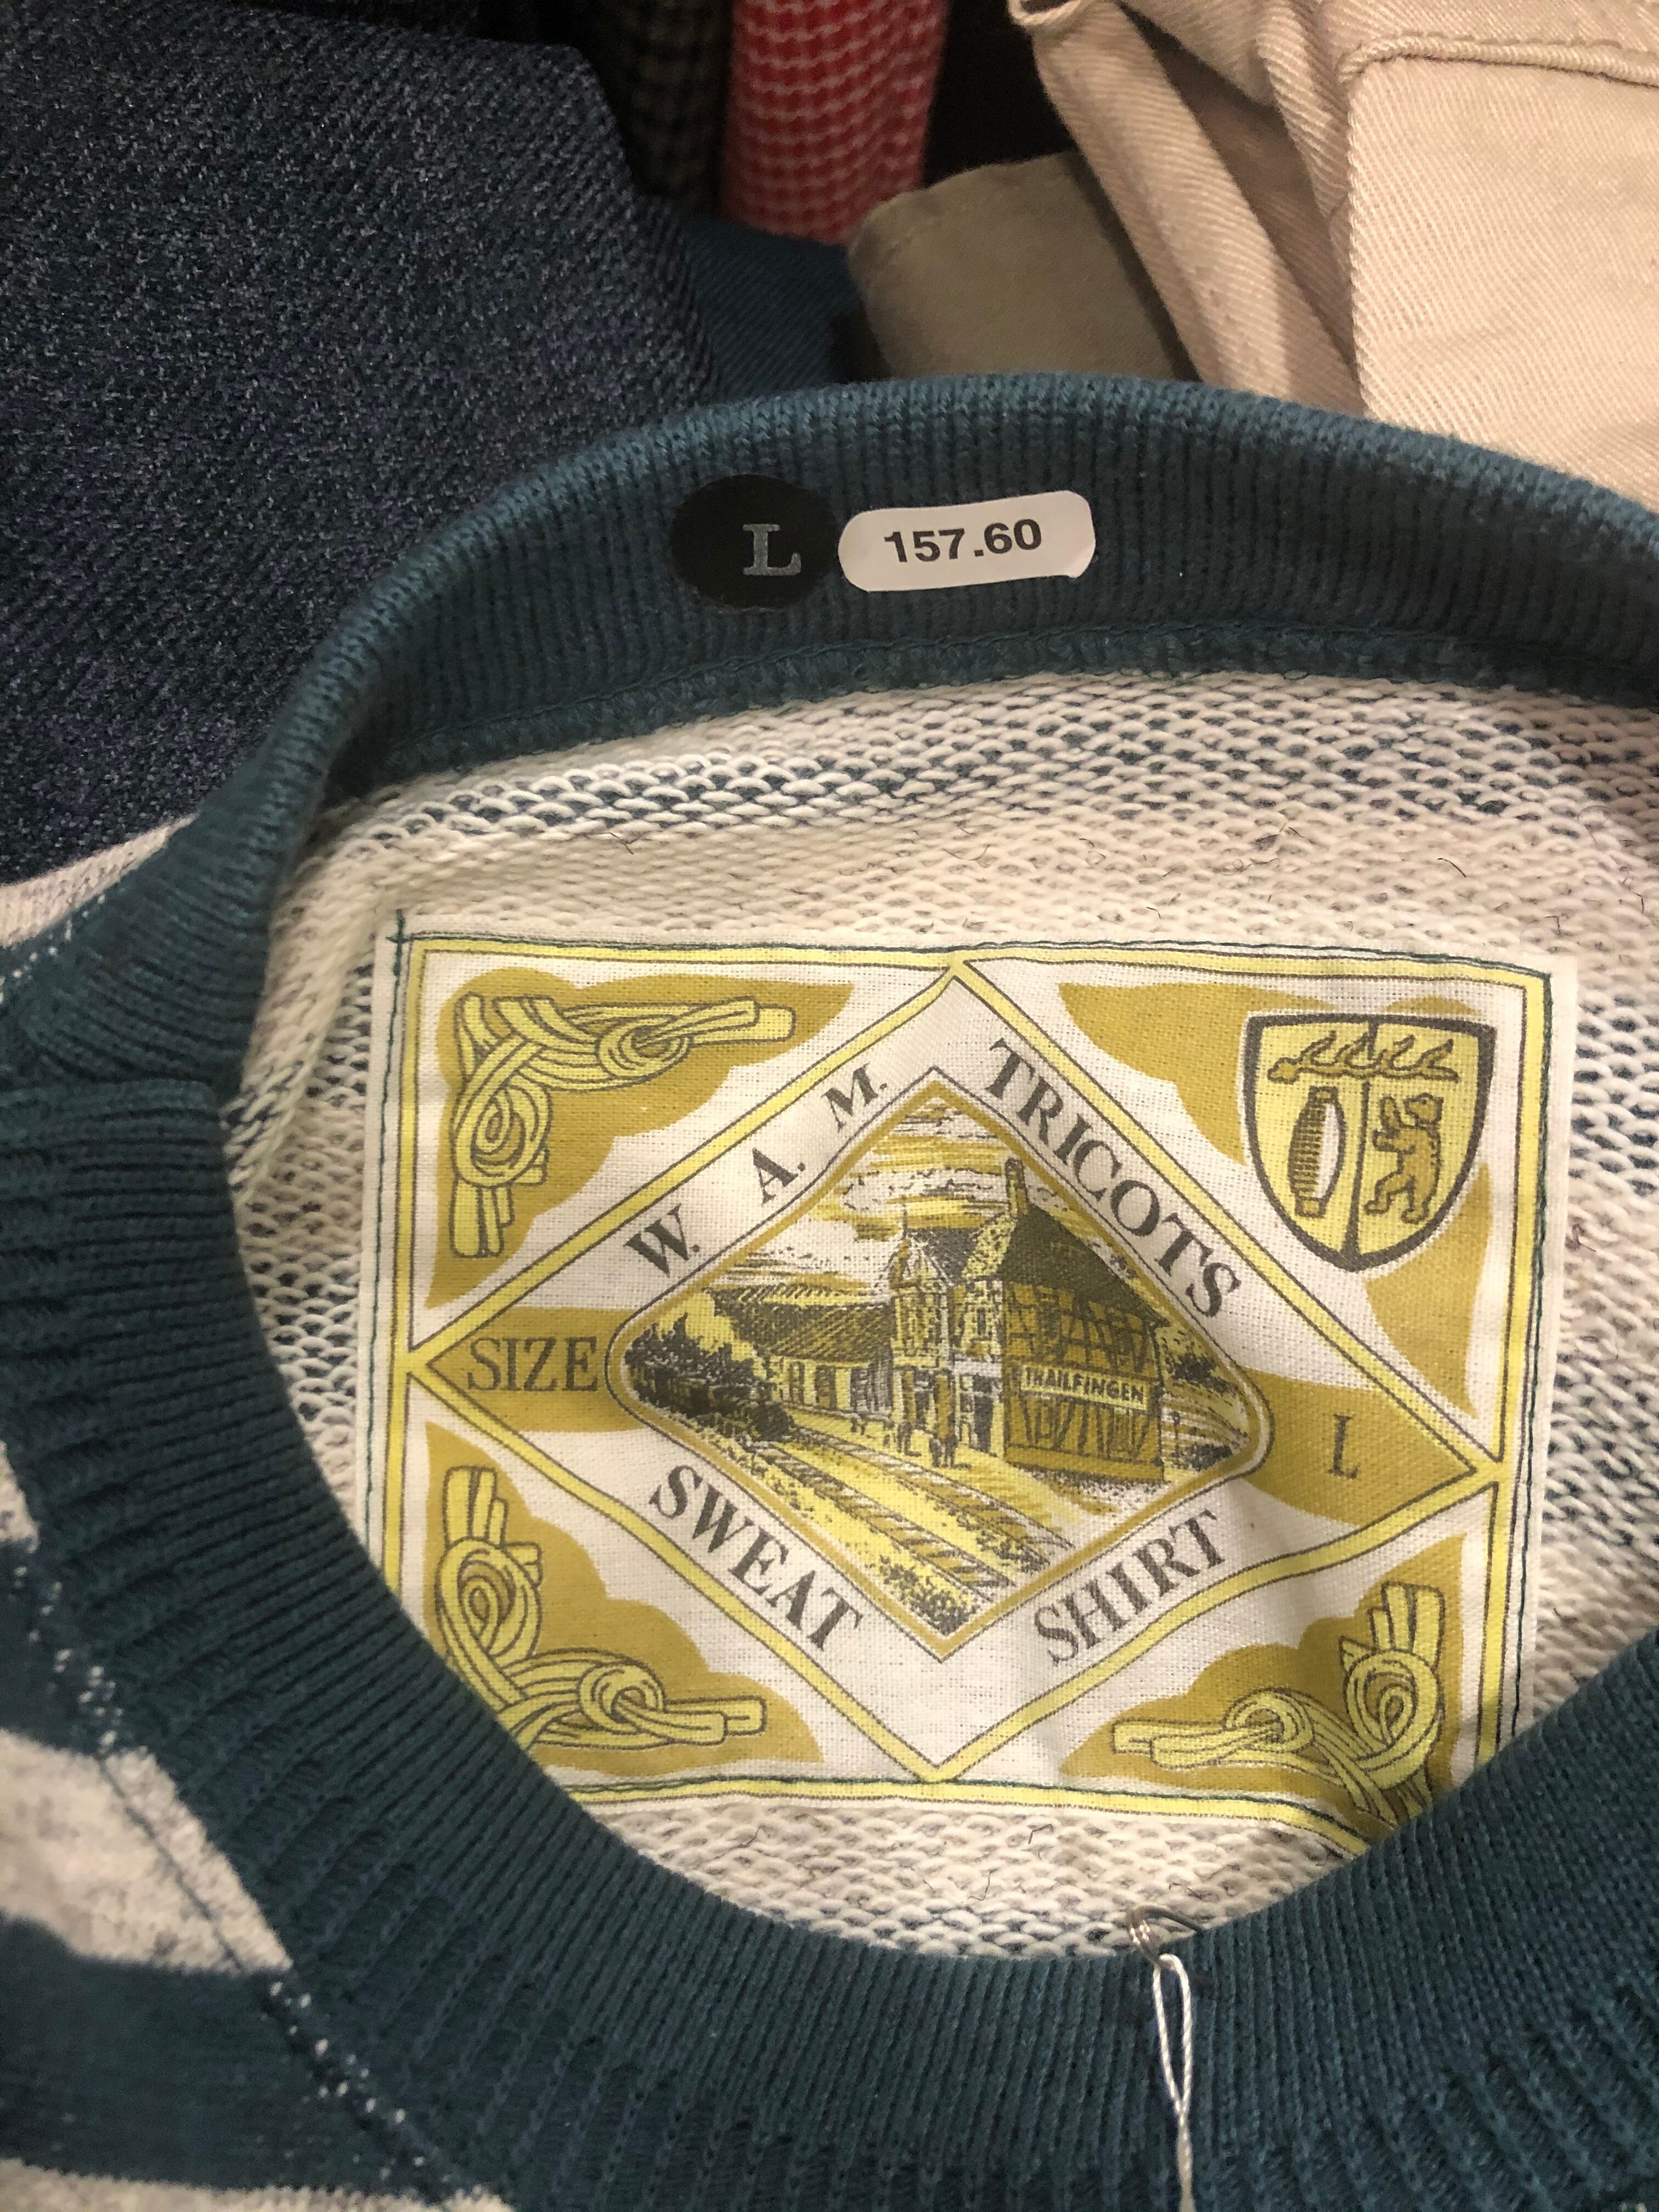 L
157.60
W. A. M. TRICOTS
SIZE
TRAILFINGEN
L
SWEAT SHIRT